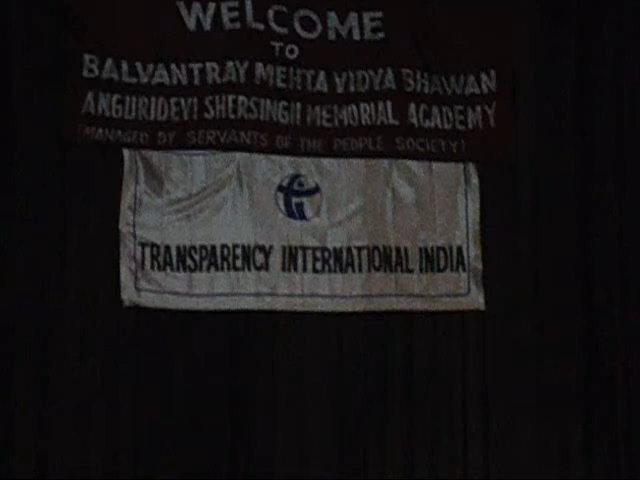 WELCOME
TO
BALVANTRAY MEHTA VIDYA BHAWAN
ANGURIDEVI SHERSINGH MEMORIAL ACADEMY
(MANAGED BY SERVANTS OF THE PEOPLE SOCIETY)
TRANSPARENCY INTERNATIONAL INDIA